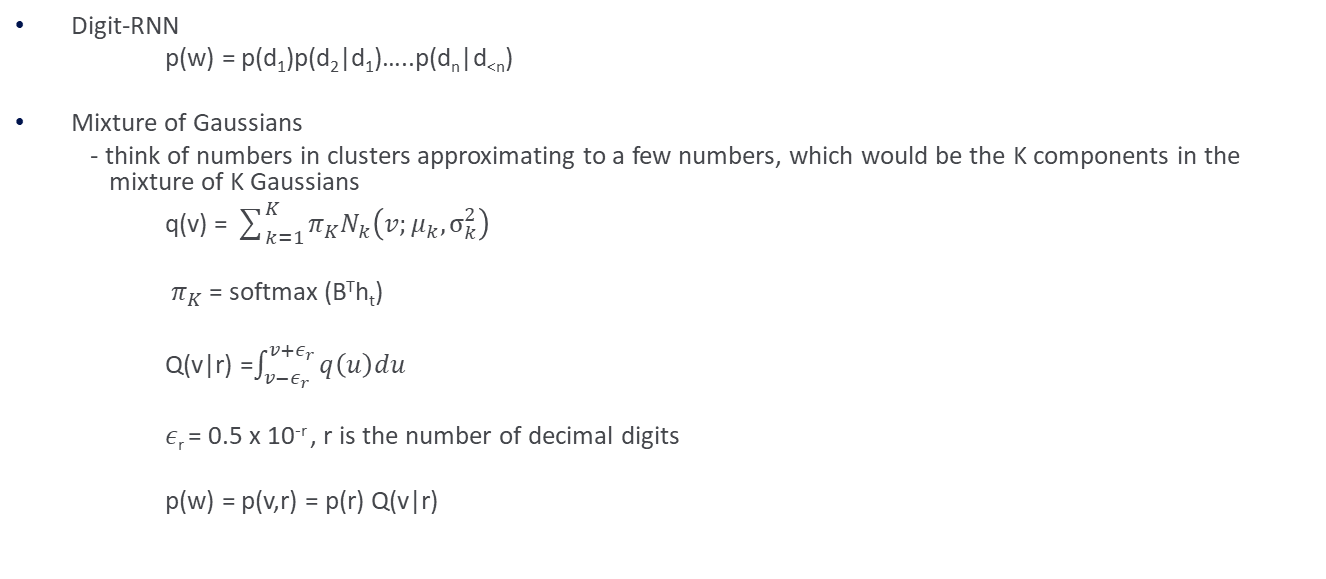 • Digit-RNN
p(w) = p(d₁)p(d₂|d₁).....p(dₙ|d<ₙ)
• Mixture of Gaussians
- think of numbers in clusters approximating to a few numbers, which would be the K components in the
mixture of K Gaussians
q(v) = ∑_{k=1}^{K} π_K N_k(v; μ_k, σ_k^2)
π_K = softmax (Bᵀhₜ)
Q(v|r) =∫_{v−ϵ_r}^{v+ϵ_r} q(u)du
ϵ_r = 0.5 x 10⁻ʳ , r is the number of decimal digits
p(w) = p(v,r) = p(r) Q(v|r)